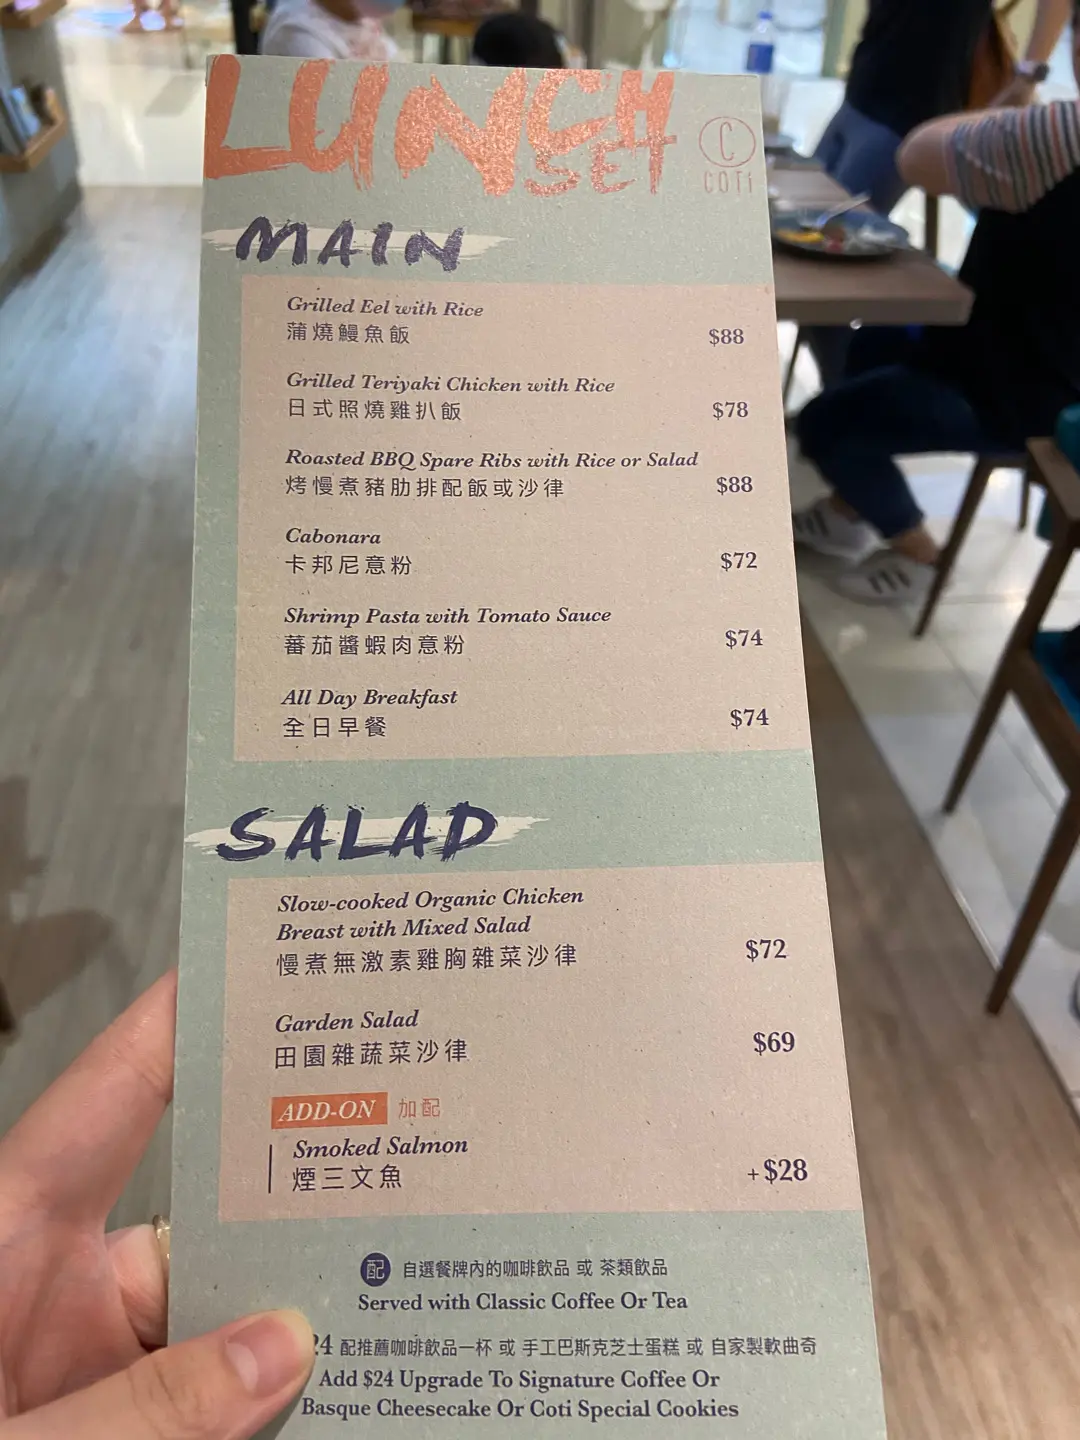 LUNCH
SET
C
COTI
MAIN
Grilled Eel with Rice
蒲燒鰻魚飯
$88
Grilled Teriyaki Chicken with Rice
日式照燒雞扒飯
$78
Roasted BBQ Spare Ribs with Rice or Salad
烤慢煮豬肋排配飯或沙律
$88
Cabonara
卡邦尼意粉
$72
Shrimp Pasta with Tomato Sauce
蕃茄醬蝦肉意粉
$74
All Day Breakfast
全日早餐
$74
SALAD
Slow-cooked Organic Chicken
Breast with Mixed Salad
慢煮無激素雞胸雜菜沙律
$72
Garden Salad
田園雜蔬菜沙律
$69
ADD-ON 加配
Smoked Salmon
煙三文魚
+$28
配 自選餐牌內的咖啡飲品 或 茶類飲品
Served with Classic Coffee Or Tea
24 配推薦咖啡飲品一杯 或 手工巴斯克芝士蛋糕 或 自家製軟曲奇
Add $24 Upgrade To Signature Coffee Or
Basque Cheesecake Or Coti Special Cookies